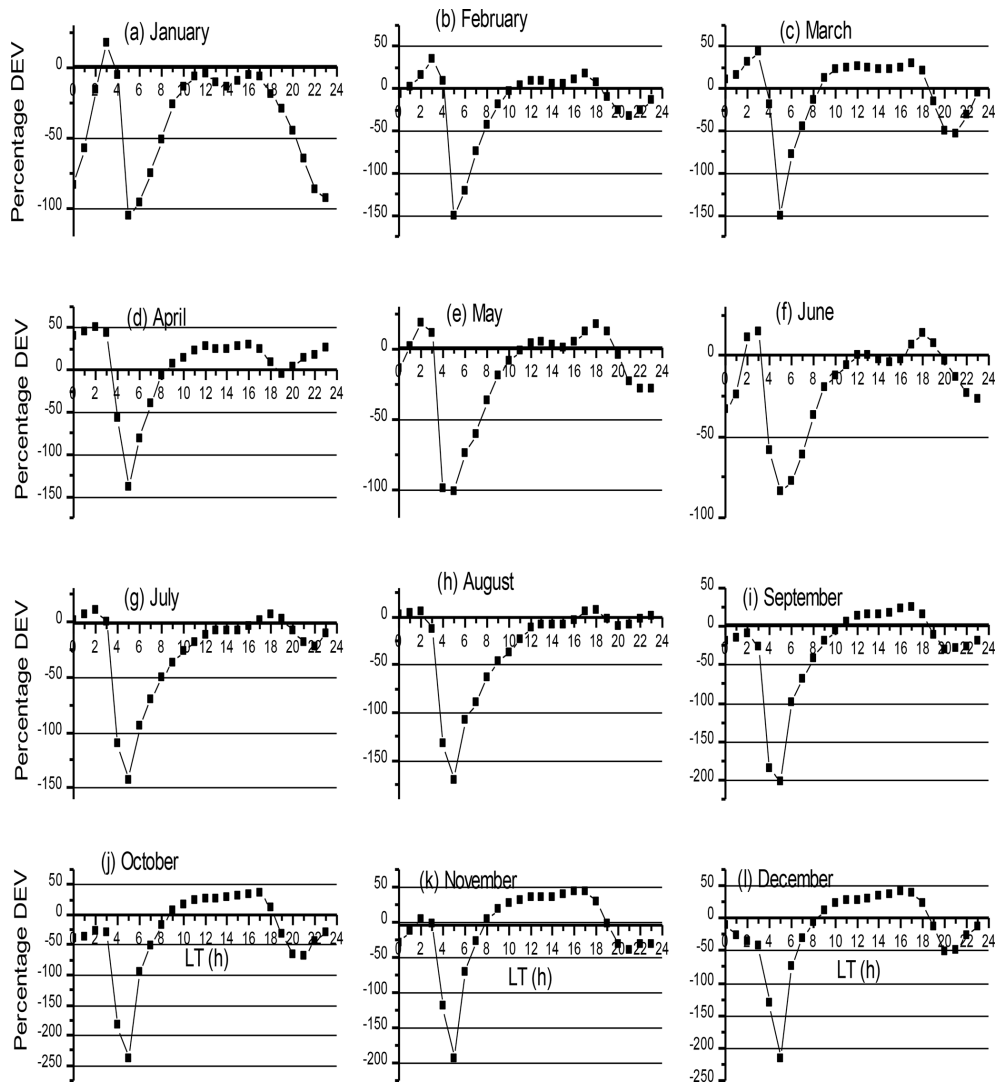 (a) January
(b) February
(c) March
Percentage DEV
0
-50
-100
0 2 4 6 8 10 12 14 16 18 20 22 24
50
0
-50
-100
-150
0 2 4 6 8 10 12 14 16 18 20 22 24
50
0
-50
-100
-150
0 2 4 6 8 10 12 14 16 18 20 22 24
(d) April
(e) May
(f) June
Percentage DEV
50
0
-50
-100
-150
0 2 4 6 8 10 12 14 16 18 20 22 24
0
-50
-100
0 2 4 6 8 10 12 14 16 18 20 22 24
0
-50
-100
0 2 4 6 8 10 12 14 16 18 20 22 24
(g) July
(h) August
(i) September
Percentage DEV
0
-50
-100
-150
0 2 4 6 8 10 12 14 16 18 20 22 24
0
-50
-100
-150
0 2 4 6 8 10 12 14 16 18 20 22 24
50
0
-50
-100
-150
-200
0 2 4 6 8 10 12 14 16 18 20 22 24
(j) October
(k) November
(l) December
Percentage DEV
50
0
-50
-100
-150
-200
-250
0 2 4 6 8 10 12 14 16 18 20 22 24
LT (h)
50
0
-50
-100
-150
-200
0 2 4 6 8 10 12 14 16 18 20 22 24
LT (h)
50
0
-50
-100
-150
-200
-250
0 2 4 6 8 10 12 14 16 18 20 22 24
LT (h)